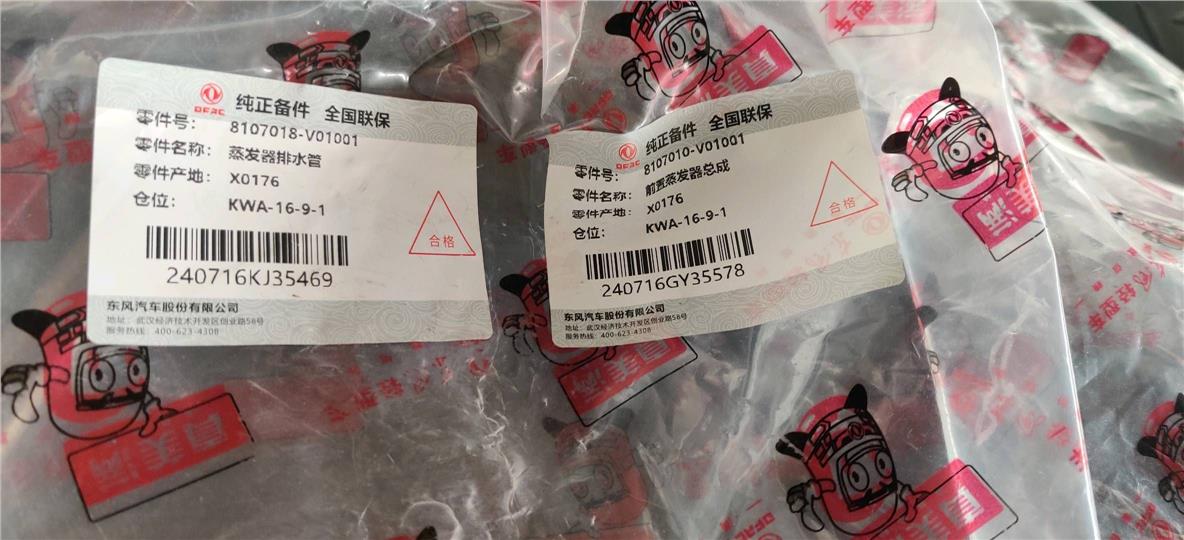 DFAC
纯正备件 全国联保
零件号: 8107018-V01001
零件名称: 蒸发器排水管
零件产地: X0176
仓位: KWA-16-9-1
合格
240716KJ35469
东风汽车股份有限公司
地址: 武汉经济技术开发区创业路58号
服务热线: 400-623-4308
DFAC
纯正备件 全国联保
零件号: 8107010-V01001
零件名称: 前置蒸发器总成
零件产地: X0176
仓位: KWA-16-9-1
合格
240716GY35578
东风汽车股份有限公司
地址: 武汉经济技术开发区创业路58号
服务热线: 400-623-4308